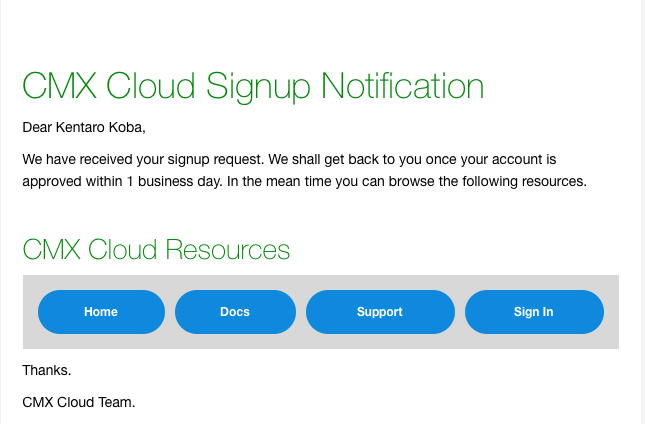 CMX Cloud Signup Notification
Dear Kentaro Koba,
We have received your signup request. We shall get back to you once your account is
approved within 1 business day. In the mean time you can browse the following resources.
CMX Cloud Resources
Home Docs Support Sign In
Thanks.
CMX Cloud Team.